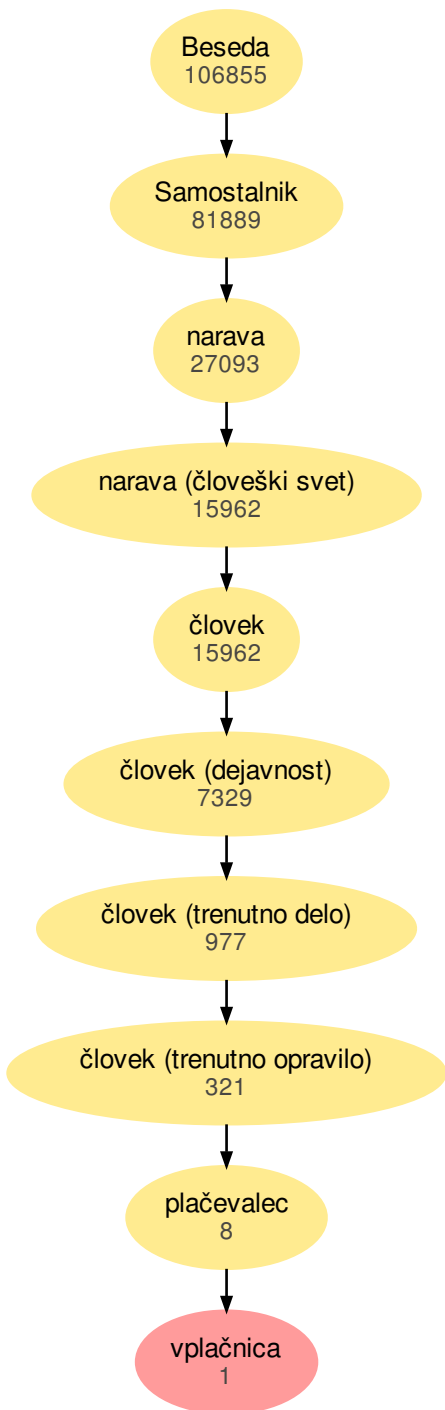 Beseda
106855
Samostalnik
81889
narava
27093
narava (človeški svet)
15962
človek
15962
človek (dejavnost)
7329
človek (trenutno delo)
977
človek (trenutno opravilo)
321
plačevalec
8
vplačnica
1